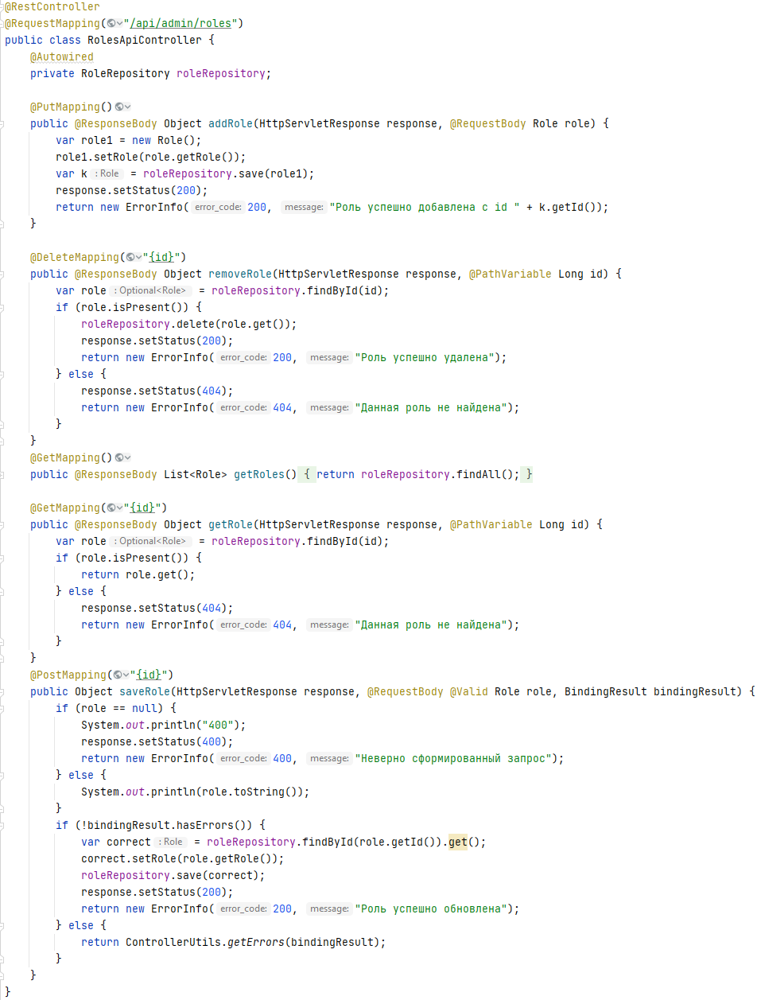 @RestController
@RequestMapping("/api/admin/roles")
public class RolesApiController {
    @Autowired
    private RoleRepository roleRepository;

    @PutMapping()
    public @ResponseBody Object addRole(HttpServletResponse response, @RequestBody Role role) {
        var role1 = new Role();
        role1.setRole(role.getRole());
        var k : Role = roleRepository.save(role1);
        response.setStatus(200);
        return new ErrorInfo( error_code: 200, message: "Роль успешно добавлена с id " + k.getId());
    }

    @DeleteMapping("{id}")
    public @ResponseBody Object removeRole(HttpServletResponse response, @PathVariable Long id) {
        var role : Optional<Role> = roleRepository.findById(id);
        if (role.isPresent()) {
            roleRepository.delete(role.get());
            response.setStatus(200);
            return new ErrorInfo( error_code: 200, message: "Роль успешно удалена");
        } else {
            response.setStatus(404);
            return new ErrorInfo( error_code: 404, message: "Данная роль не найдена");
        }
    }
    @GetMapping()
    public @ResponseBody List<Role> getRoles() { return roleRepository.findAll(); }

    @GetMapping("{id}")
    public @ResponseBody Object getRole(HttpServletResponse response, @PathVariable Long id) {
        var role : Optional<Role> = roleRepository.findById(id);
        if (role.isPresent()) {
            return role.get();
        } else {
            response.setStatus(404);
            return new ErrorInfo( error_code: 404, message: "Данная роль не найдена");
        }
    }
    @PostMapping("{id}")
    public Object saveRole(HttpServletResponse response, @RequestBody @Valid Role role, BindingResult bindingResult) {
        if (role == null) {
            System.out.println("400");
            response.setStatus(400);
            return new ErrorInfo( error_code: 400, message: "Неверно сформированный запрос");
        } else {
            System.out.println(role.toString());
        }
        if (!bindingResult.hasErrors()) {
            var correct : Role = roleRepository.findById(role.getId()).get();
            correct.setRole(role.getRole());
            roleRepository.save(correct);
            response.setStatus(200);
            return new ErrorInfo( error_code: 200, message: "Роль успешно обновлена");
        } else {
            return ControllerUtils.getErrors(bindingResult);
        }
    }
}